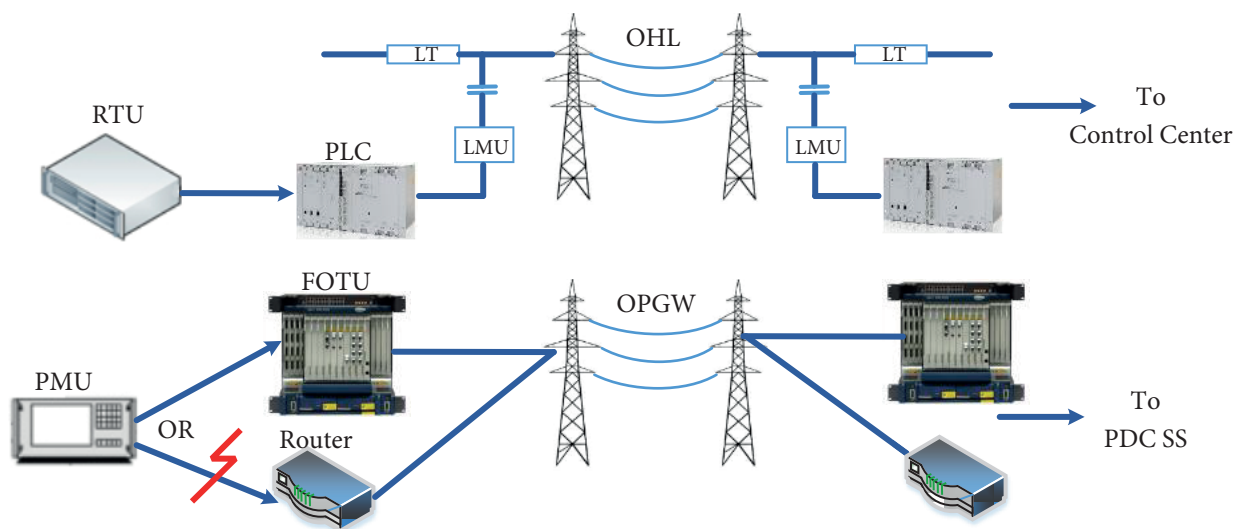 OHL
LT
LT
RTU
PLC
LMU
LMU
To
Control Center
FOTU
OPGW
PMU
OR
Router
To
PDC SS